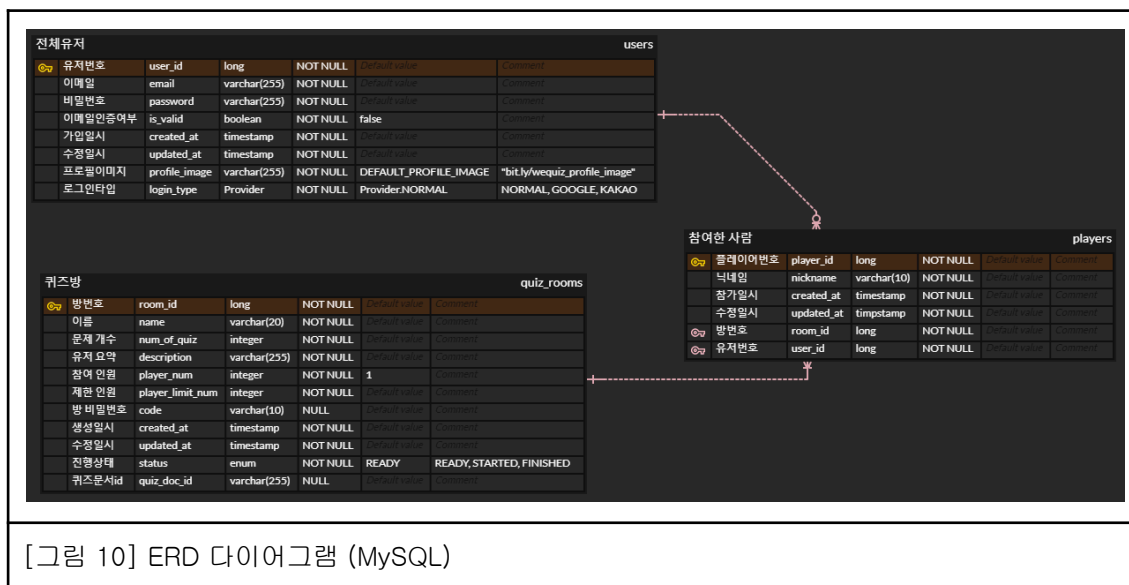 전체유저 users
유저번호 user_id long NOT NULL Default value Comment
이메일 email varchar(255) NOT NULL Default value Comment
비밀번호 password varchar(255) NOT NULL Default value Comment
이메일인증여부 is_valid boolean NOT NULL false Comment
가입일시 created_at timestamp NOT NULL Default value Comment
수정일시 updated_at timestamp NOT NULL Default value Comment
프로필이미지 profile_image varchar(255) NOT NULL DEFAULT_PROFILE_IMAGE "bit.ly/wequiz_profile_image"
로그인타입 login_type Provider NOT NULL Provider.NORMAL NORMAL, GOOGLE, KAKAO
참여한 사람 players
플레이어번호 player_id long NOT NULL Default value Comment
닉네임 nickname varchar(10) NOT NULL Default value Comment
참가일시 created_at timestamp NOT NULL Default value Comment
수정일시 updated_at timpstamp NOT NULL Default value Comment
방번호 room_id long NOT NULL Default value Comment
유저번호 user_id long NOT NULL Default value Comment
퀴즈방 quiz_rooms
방번호 room_id long NOT NULL Default value Comment
이름 name varchar(20) NOT NULL Default value Comment
문제 개수 num_of_quiz integer NOT NULL Default value Comment
유저 요약 description varchar(255) NOT NULL Default value Comment
참여 인원 player_num integer NOT NULL 1 Comment
제한 인원 player_limit_num integer NOT NULL Default value Comment
방 비밀번호 code varchar(10) NULL Default value Comment
생성일시 created_at timestamp NOT NULL Default value Comment
수정일시 updated_at timestamp NOT NULL Default value Comment
진행상태 status enum NOT NULL READY READY, STARTED, FINISHED
퀴즈문서id quiz_doc_id varchar(255) NULL Default value Comment
[그림 10] ERD 다이어그램 (MySQL)